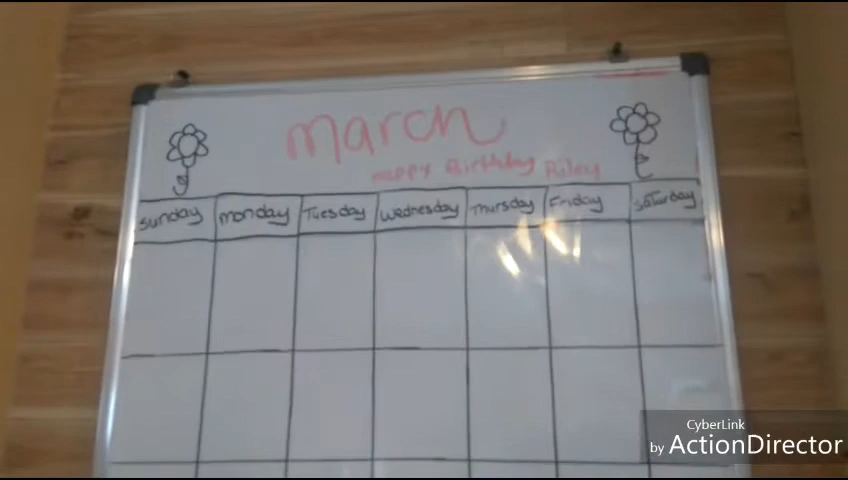 March
Happy Birthday Riley
Sunday monday Tuesday Wednesday Thursday Friday Saturday
CyberLink
by ActionDirector